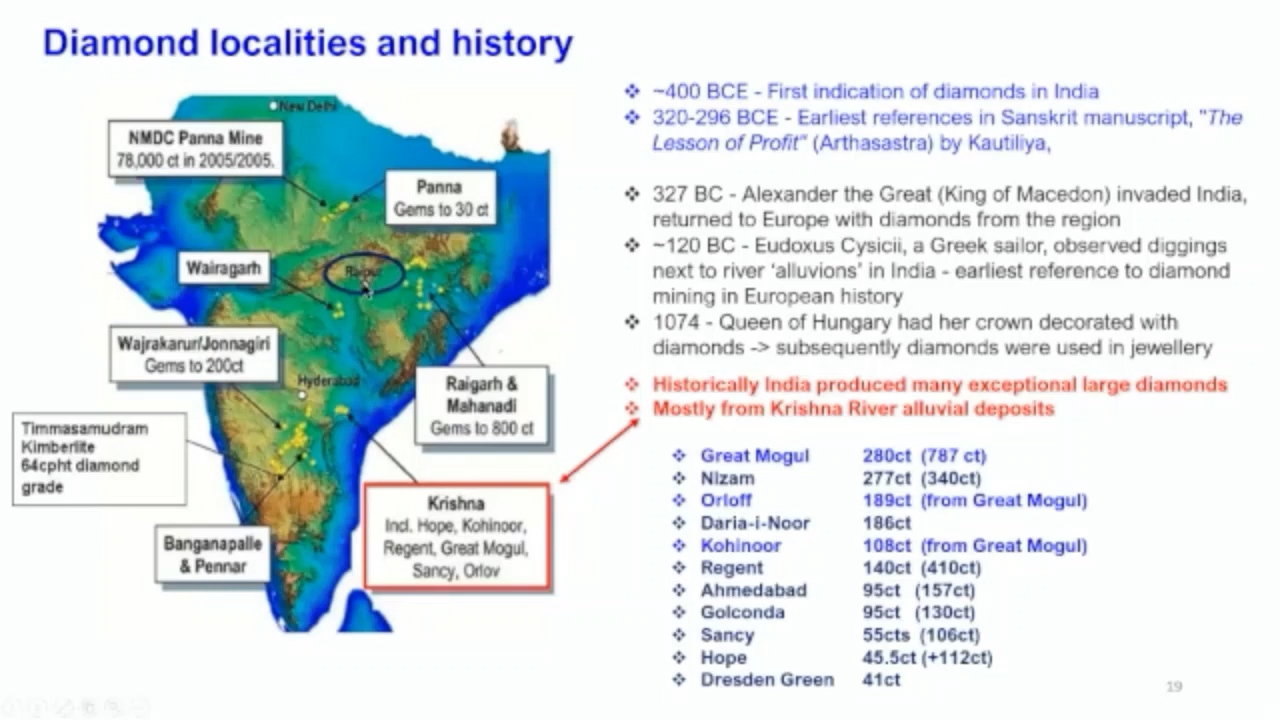 Diamond localities and history
New Delhi
NMDC Panna Mine
78,000 ct in 2005/2005.
Panna
Gems to 30 ct
Wairagarh
Raipur
Wajrakarur/Jonnagiri
Gems to 200ct
Hyderabad
Raigarh &
Mahanadi
Gems to 800 ct
Timmasamudram
Kimberlite
64cpht diamond
grade
Krishna
Incl. Hope, Kohinoor,
Regent, Great Mogul,
Sancy, Orlov
Banganapalle
& Pennar
~400 BCE - First indication of diamonds in India
320-296 BCE - Earliest references in Sanskrit manuscript, "The
Lesson of Profit" (Arthasastra) by Kautiliya,
327 BC - Alexander the Great (King of Macedon) invaded India,
returned to Europe with diamonds from the region
~120 BC - Eudoxus Cysicii, a Greek sailor, observed diggings
next to river ‘alluvions’ in India - earliest reference to diamond
mining in European history
1074 - Queen of Hungary had her crown decorated with
diamonds -> subsequently diamonds were used in jewellery
Historically India produced many exceptional large diamonds
Mostly from Krishna River alluvial deposits
Great Mogul 280ct (787 ct)
Nizam 277ct (340ct)
Orloff 189ct (from Great Mogul)
Daria-i-Noor 186ct
Kohinoor 108ct (from Great Mogul)
Regent 140ct (410ct)
Ahmedabad 95ct (157ct)
Golconda 95ct (130ct)
Sancy 55cts (106ct)
Hope 45.5ct (+112ct)
Dresden Green 41ct
19